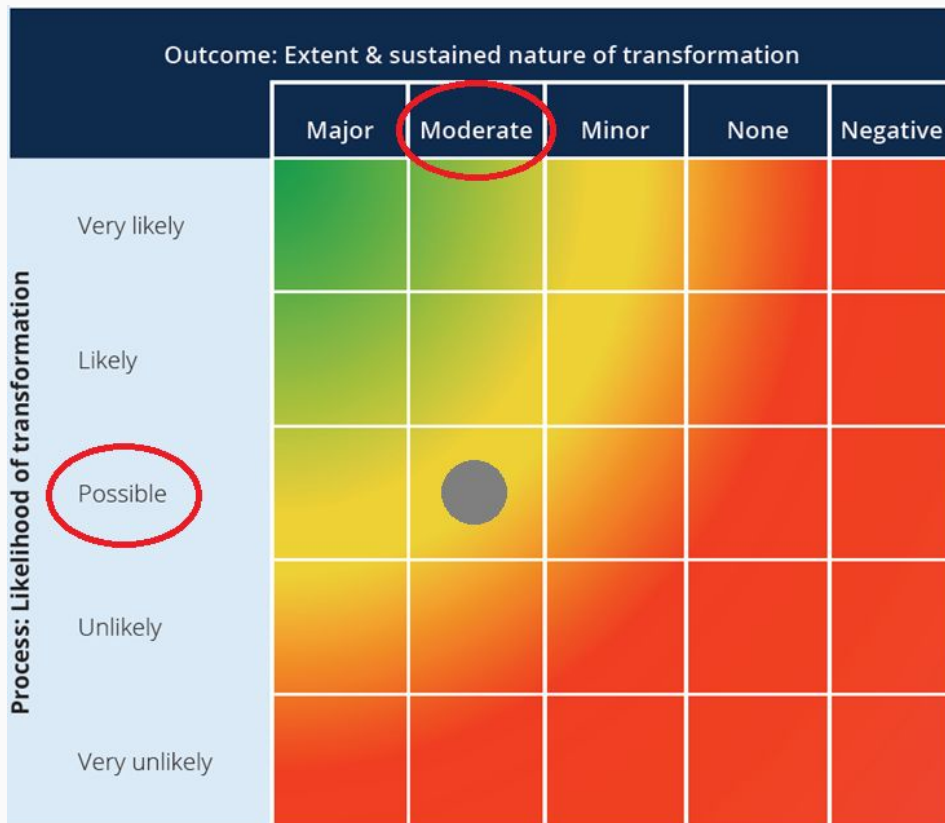 Outcome: Extent & sustained nature of transformation
Major Moderate Minor None Negative
Process: Likelihood of transformation
Very likely
Likely
Possible
Unlikely
Very unlikely